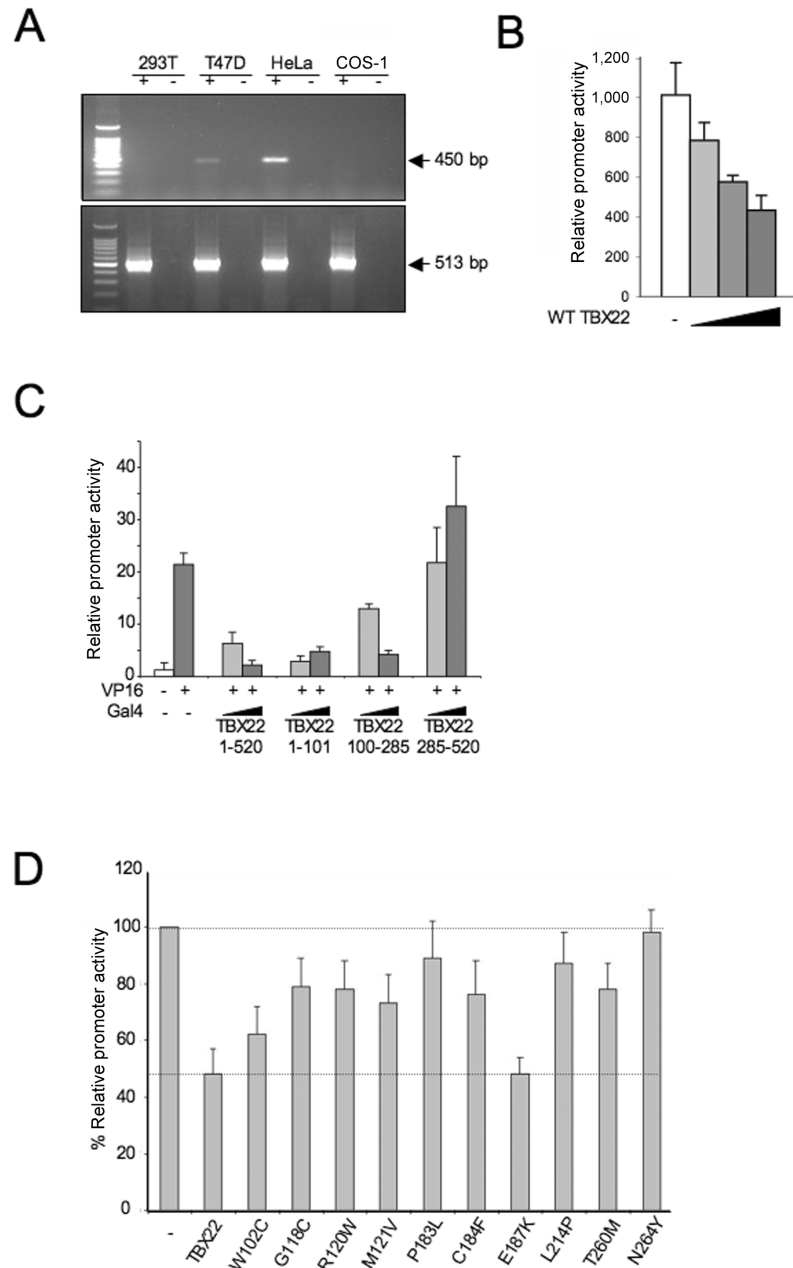 A
293T T47D HeLa COS-1
+ - + - + - + -
450 bp
513 bp
B
Relative promoter activity
1,200
1,000
800
600
400
200
0
WT TBX22 -
C
Relative promoter activity
40
30
20
10
0
VP16 - + + + + + + + + +
Gal4 - -
TBX22 TBX22 TBX22 TBX22
1-520 1-101 100-285 285-520
D
% Relative promoter activity
120
100
80
60
40
20
0
- TBX22 W102C G118C R120W M121V P183L C184F E187K L214P T260M N264Y